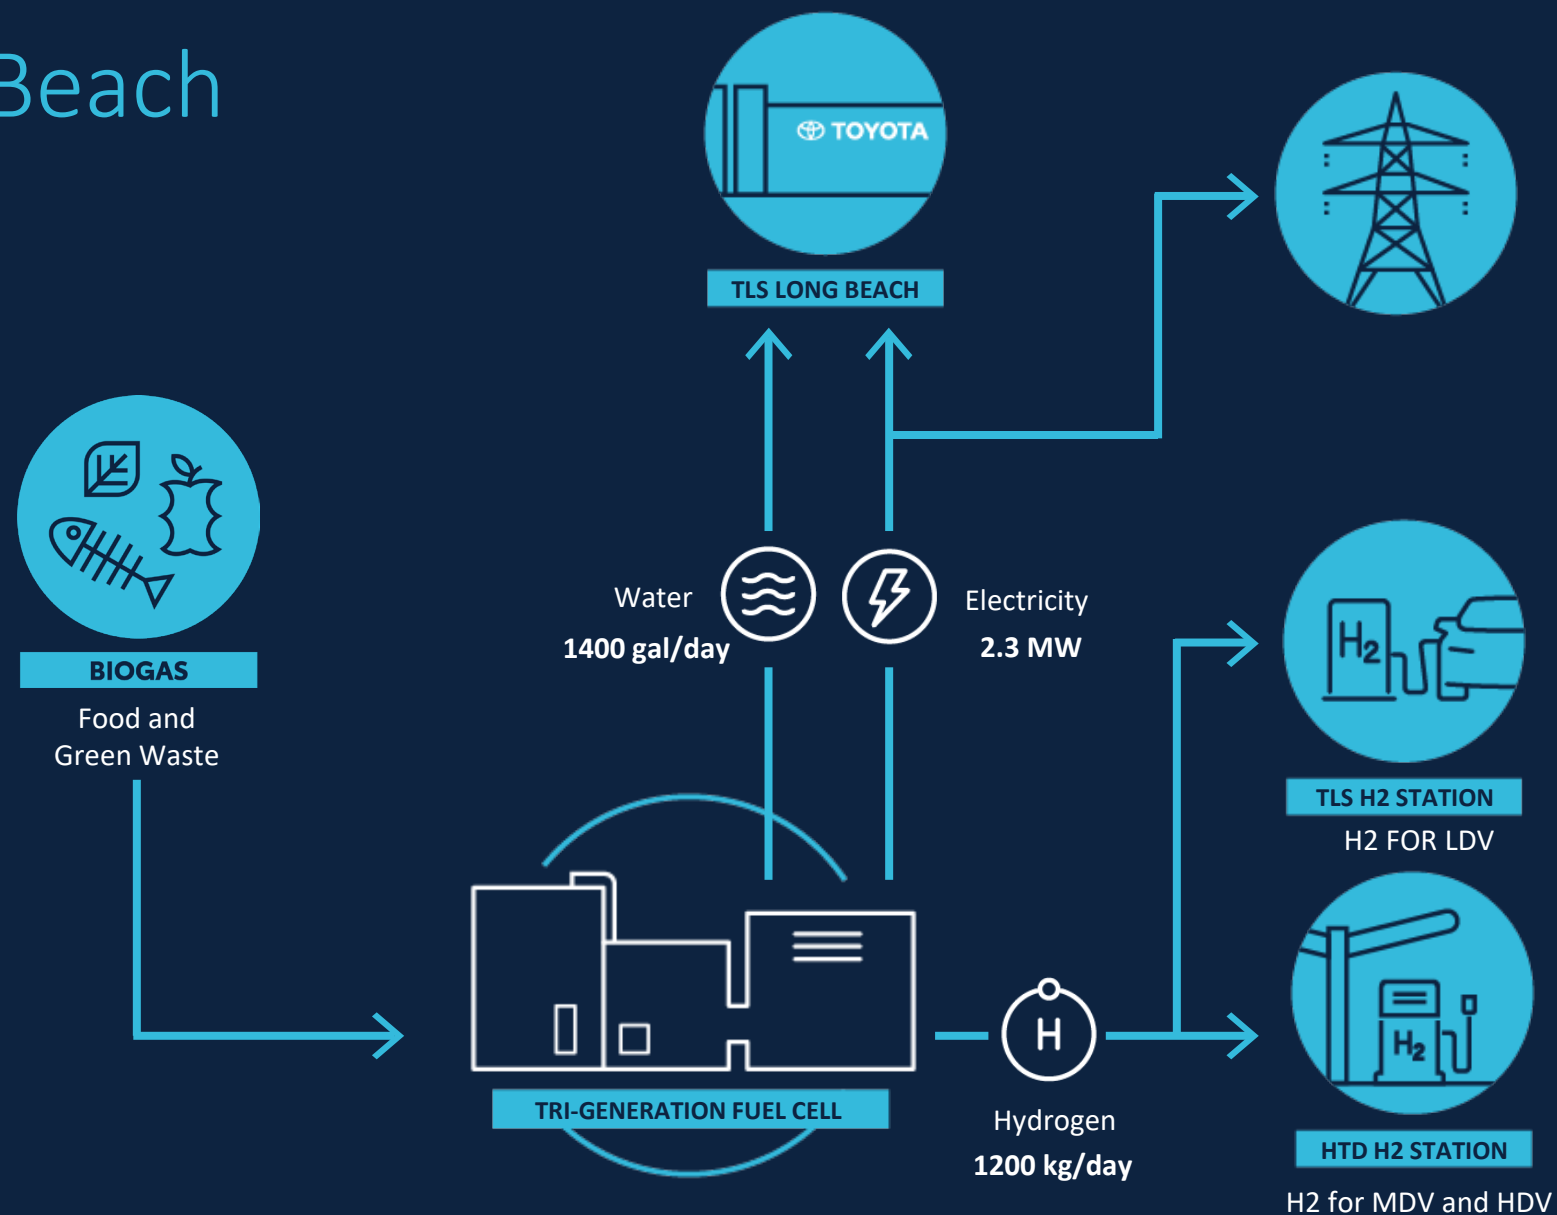 Beach
TOYOTA
TLS LONG BEACH
BIOGAS
Food and
Green Waste
Water
1400 gal/day
Electricity
2.3 MW
H2
TLS H2 STATION
H2 FOR LDV
TRI-GENERATION FUEL CELL
H
Hydrogen
1200 kg/day
H2
HTD H2 STATION
H2 for MDV and HDV